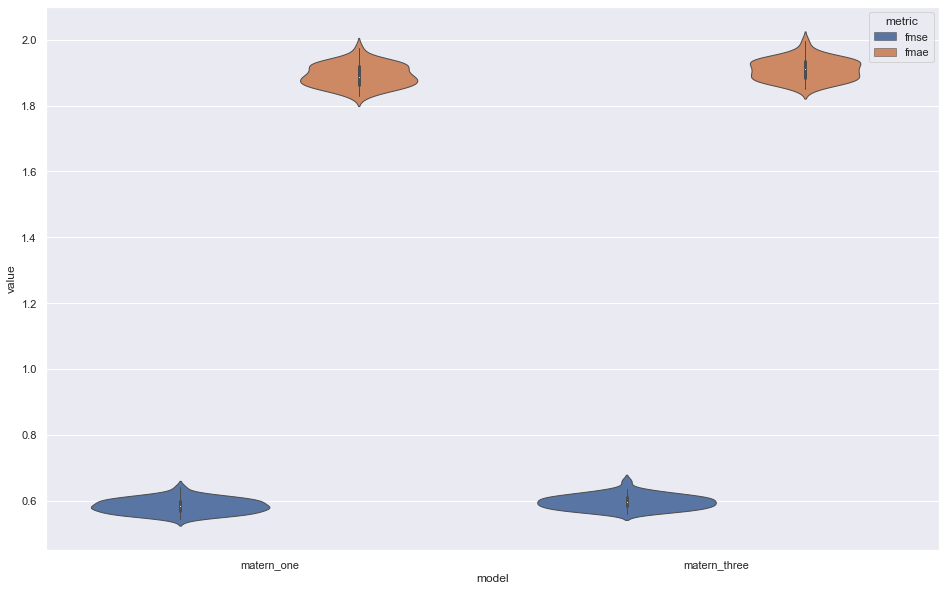 metric
fmse
fmae
2.0
1.8
1.6
1.4
1.2
1.0
0.8
0.6
value
matern_one
matern_three
model